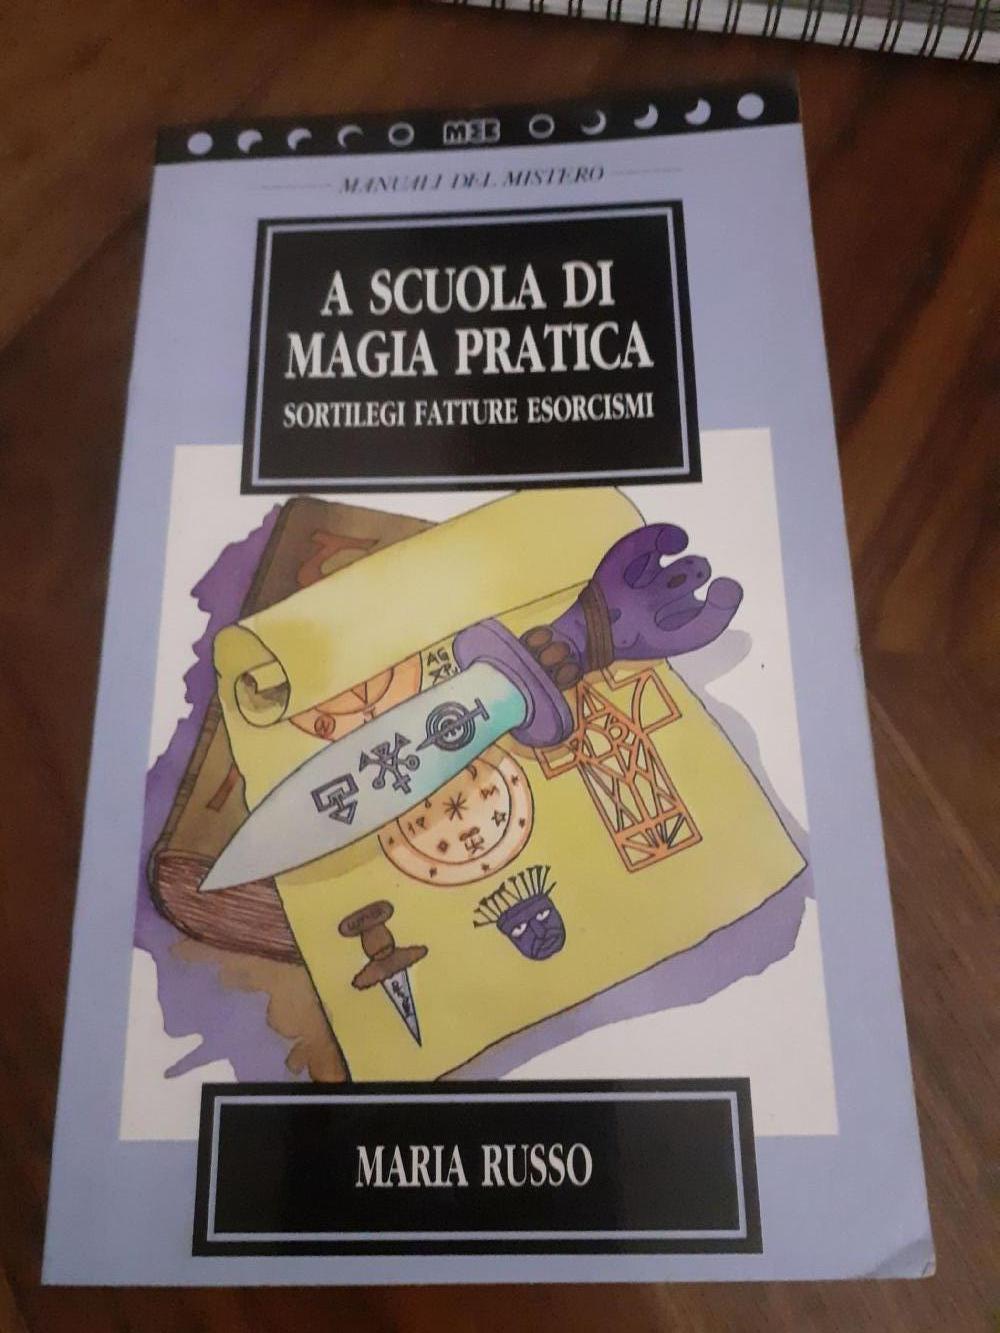 MEB
MANUALI DEL MISTERO
A SCUOLA DI
MAGIA PRATICA
SORTILEGI FATTURE ESORCISMI
MARIA RUSSO